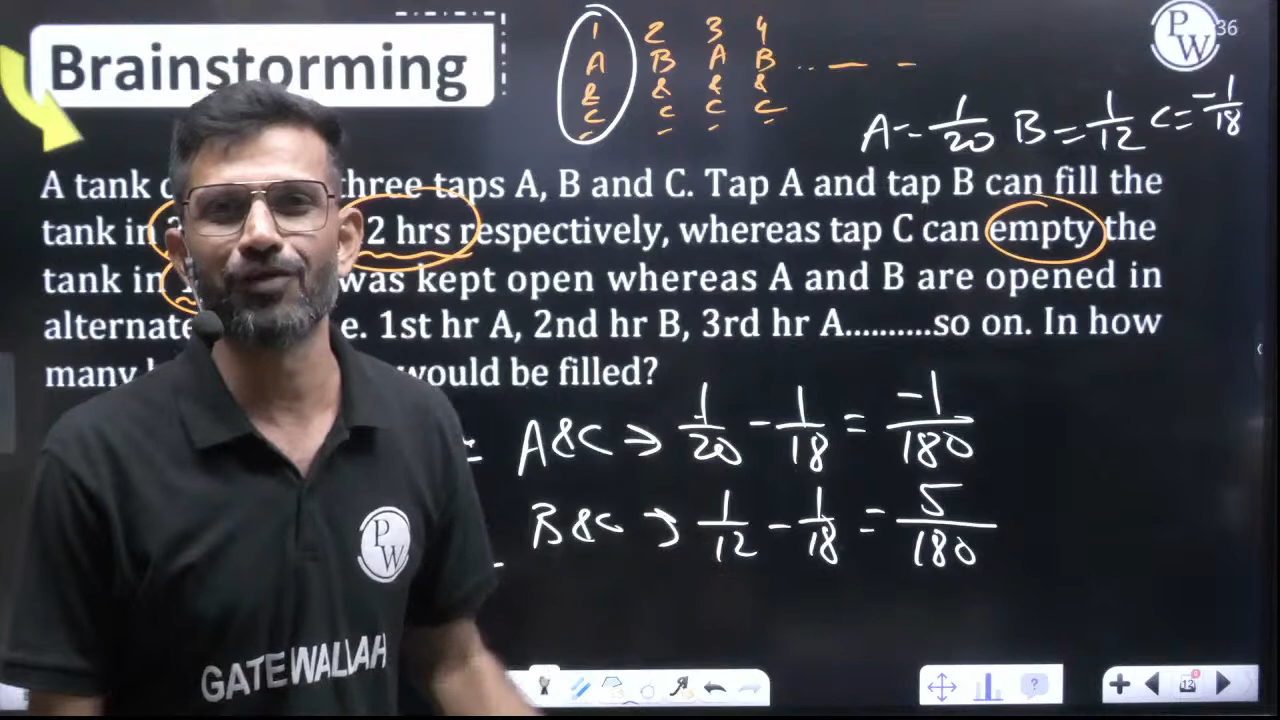 Brainstorming
1 2 3 4
A B A B .. — -
& & & &
C C C C
PW 36
A - 1/20 B = 1/12 C = -1/18
A tank three taps A, B and C. Tap A and tap B can fill the
tank in 2 hrs respectively, whereas tap C can empty the
tank in was kept open whereas A and B are opened in
alternate e. 1st hr A, 2nd hr B, 3rd hr A..........so on. In how
many would be filled?
A&C → 1/20 - 1/18 = -1/180
B&C → 1/12 - 1/18 = 5/180
PW
GATE WALLAH
12